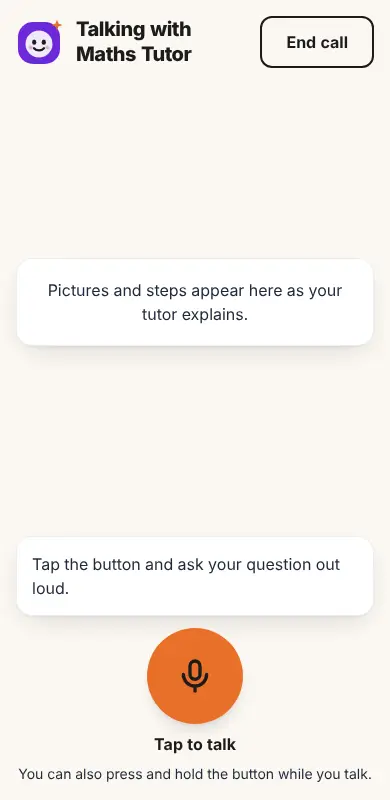 Talking with
Maths Tutor
End call
Pictures and steps appear here as your
tutor explains.
Tap the button and ask your question out
loud.
Tap to talk
You can also press and hold the button while you talk.